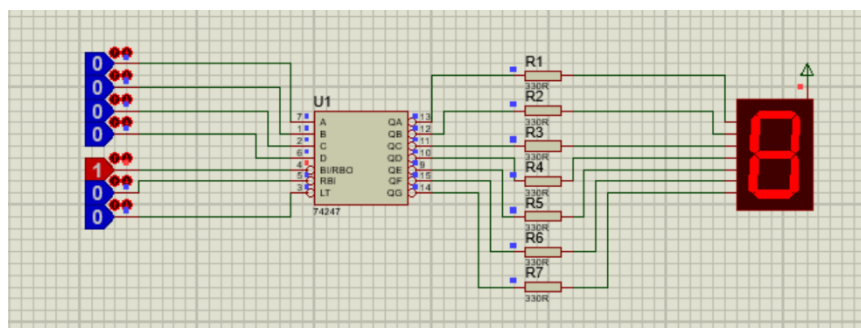 0
0
0
0
1
0
0
U1
7 A QA 13
1 B QB 12
2 C QC 11
6 D QD 10
4 BI/RBO QE 9
5 RBI QF 15
3 LT QG 14
74247
R1
330R
R2
330R
R3
330R
R4
330R
R5
330R
R6
330R
R7
330R
8